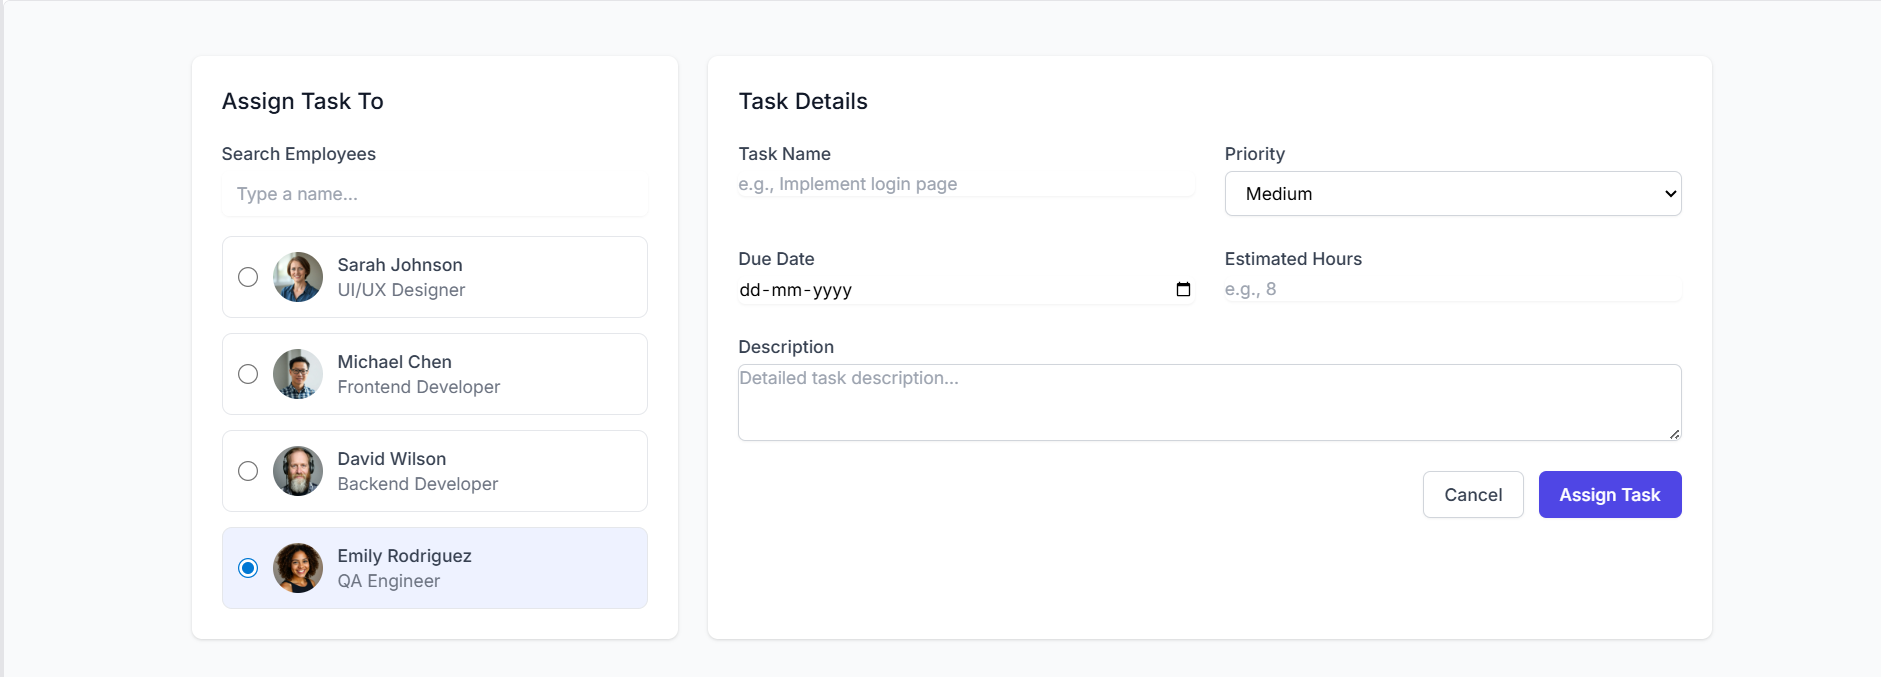 Assign Task To
Search Employees
Type a name...
Sarah Johnson
UI/UX Designer
Michael Chen
Frontend Developer
David Wilson
Backend Developer
Emily Rodriguez
QA Engineer
Task Details
Task Name
e.g., Implement login page
Priority
Medium
Due Date
dd-mm-yyyy
Estimated Hours
e.g., 8
Description
Detailed task description...
Cancel
Assign Task